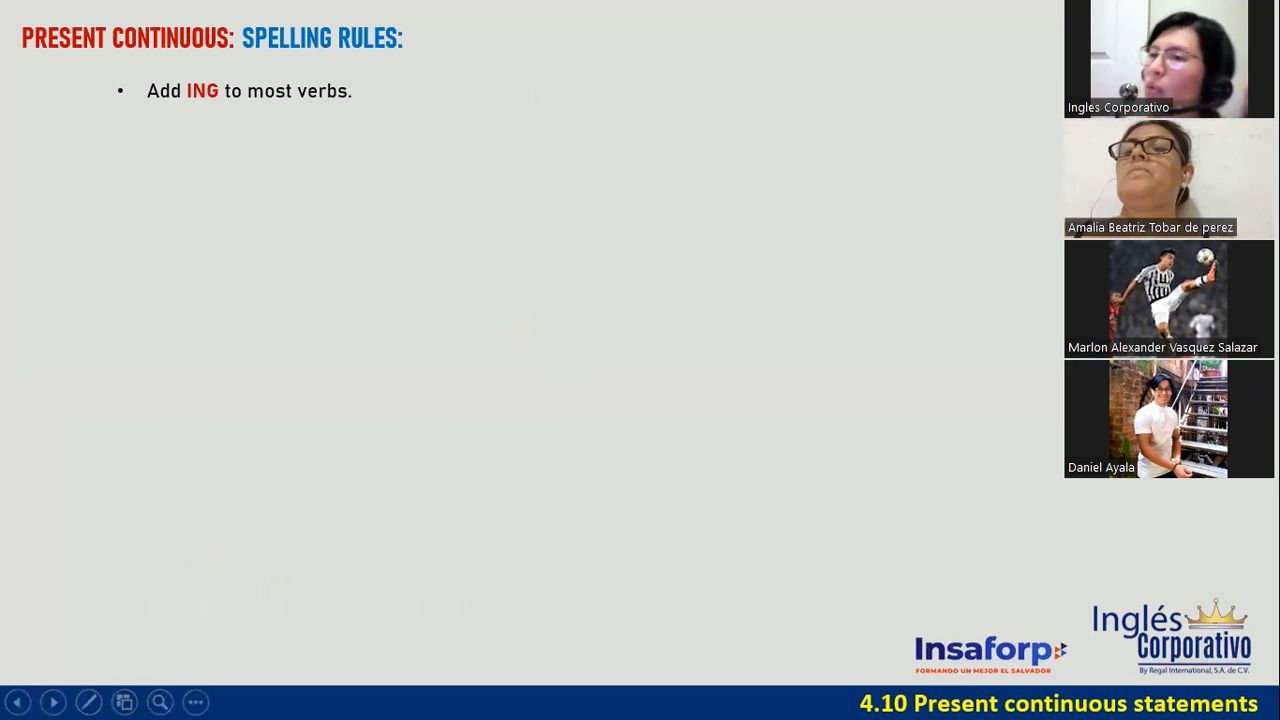 PRESENT CONTINUOUS: SPELLING RULES:
• Add ING to most verbs.
Ingles Corporativo
Amalia Beatriz Tobar de perez
Marlon Alexander Vasquez Salazar
Daniel Ayala
Insaforp
FORMANDO UN MEJOR EL SALVADOR
Inglés
Corporativo
By Regal International, S.A. de C.V.
4.10 Present continuous statements